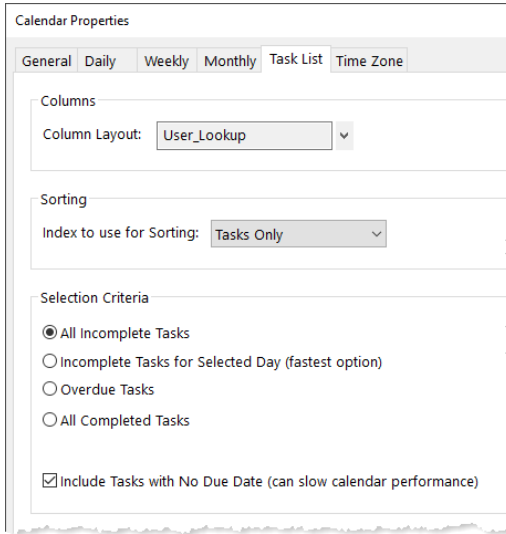 Calendar Properties
General Daily Weekly Monthly Task List Time Zone
Columns
Column Layout: User_Lookup
Sorting
Index to use for Sorting: Tasks Only
Selection Criteria
All Incomplete Tasks
Incomplete Tasks for Selected Day (fastest option)
Overdue Tasks
All Completed Tasks
Include Tasks with No Due Date (can slow calendar performance)